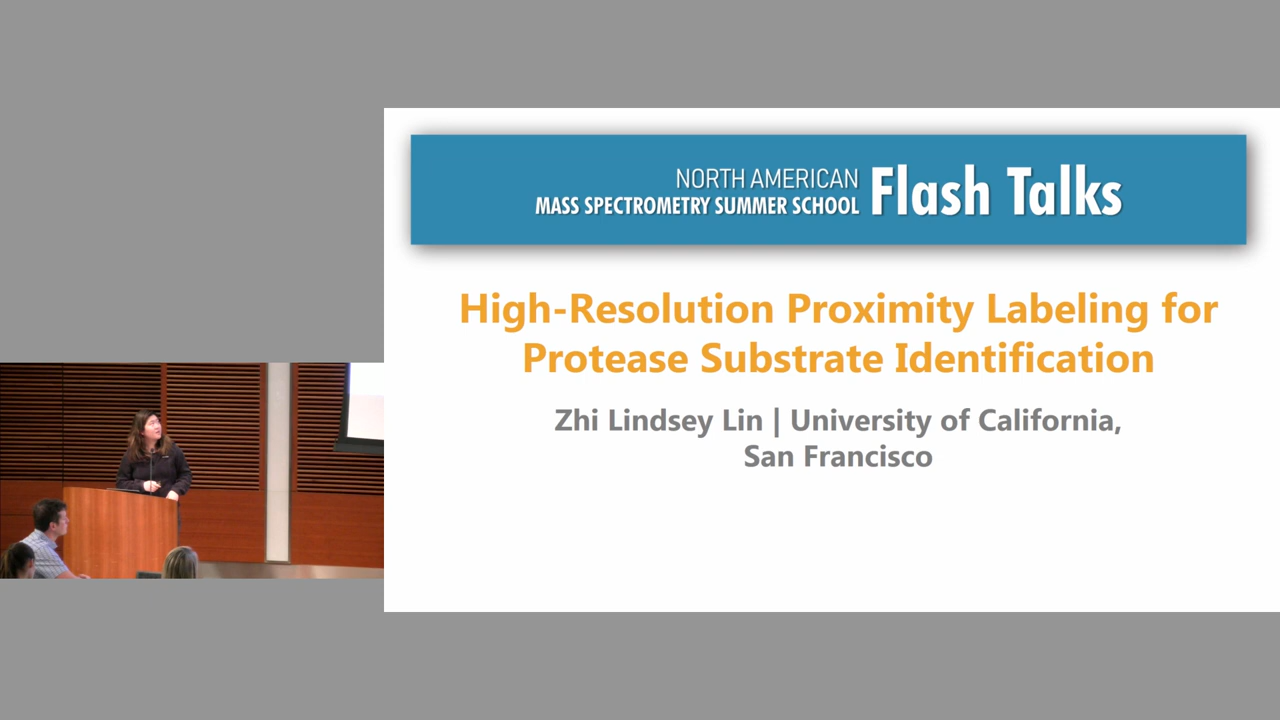 NORTH AMERICAN
MASS SPECTROMETRY SUMMER SCHOOL
Flash Talks
High-Resolution Proximity Labeling for
Protease Substrate Identification
Zhi Lindsey Lin | University of California,
San Francisco